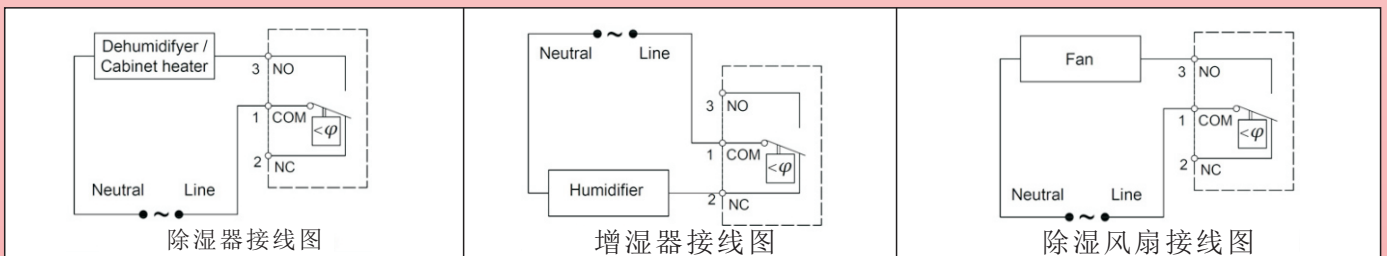 Dehumidifyer /
Cabinet heater
3
NO
1
COM
<φ
2
NC
Neutral
Line
~
除湿器接线图
Neutral
~
Line
3
NO
1
COM
<φ
Humidifier
2
NC
增湿器接线图
Fan
3
NO
1
COM
<φ
2
NC
Neutral
Line
~
除湿风扇接线图